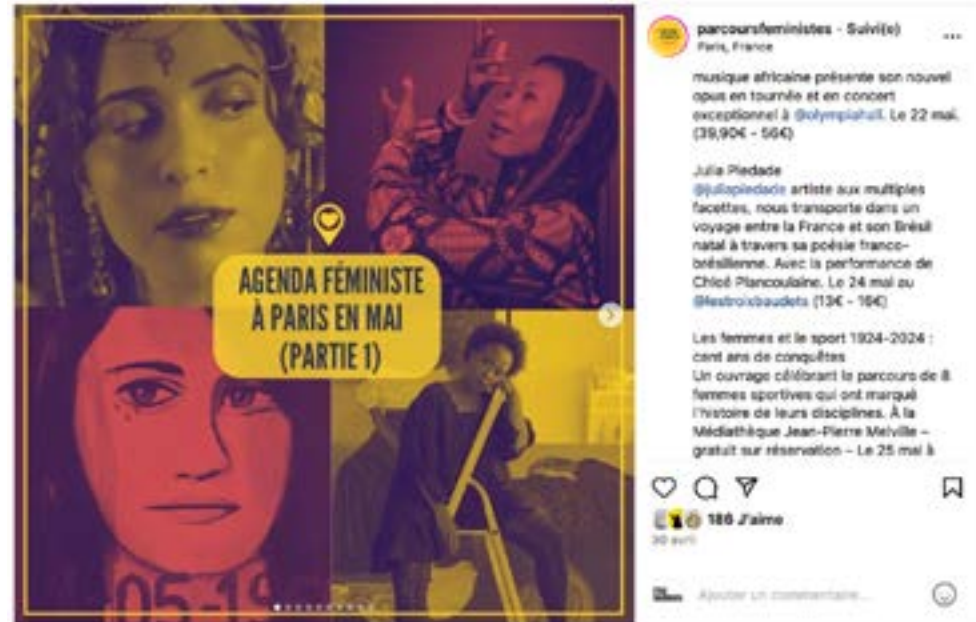 AGENDA FÉMINISTE
À PARIS EN MAI
(PARTIE 1)
05-19
parcoursfeministes - Suivi(e)
Paris, France
musique africaine présente son nouvel
opus en tournée et en concert
exceptionnel à @olympiahall. Le 22 mai.
(39,90€ - 56€)
Julia Piedade
@juliapiedade artiste aux multiples
facettes, nous transporte dans un
voyage entre la France et son Brésil
natal à travers sa poésie franco-
brésilienne. Avec la performance de
Chloé Plancoulaine. Le 24 mai au
@lestroisbaudets (13€ - 16€)
Les femmes et le sport 1924-2024 :
cent ans de conquêtes
Un ouvrage célébrant le parcours de 8
femmes sportives qui ont marqué
l'histoire de leurs disciplines. À la
Médiathèque Jean-Pierre Melville –
gratuit sur réservation – Le 25 mai à
186 J'aime
30 avril
Ajouter un commentaire...